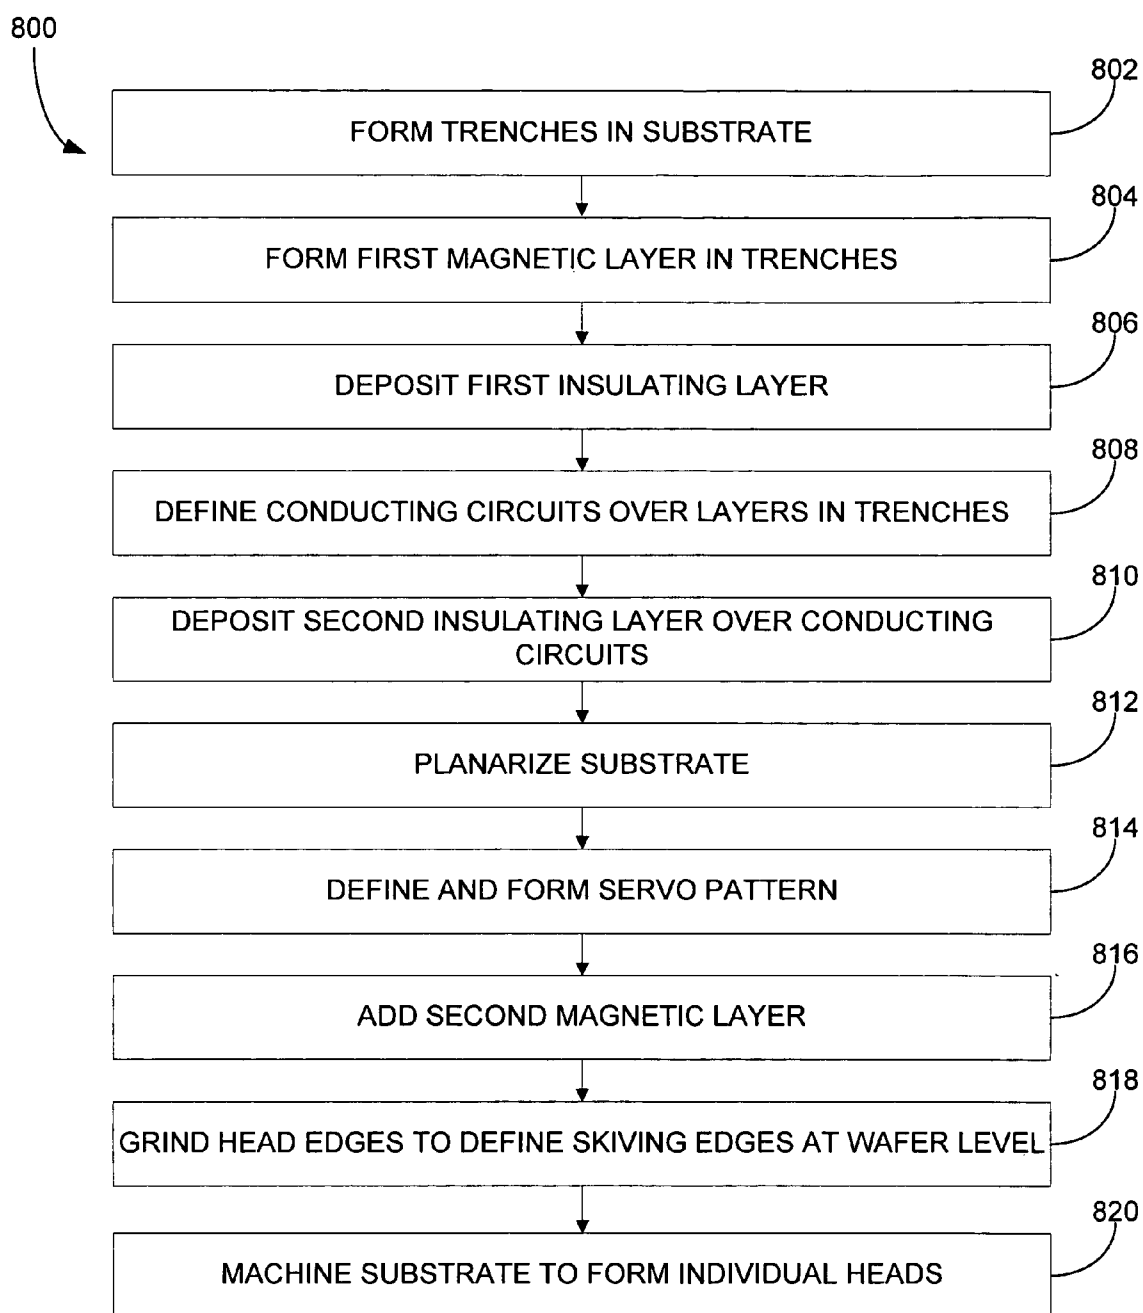 800
802
FORM TRENCHES IN SUBSTRATE
804
FORM FIRST MAGNETIC LAYER IN TRENCHES
806
DEPOSIT FIRST INSULATING LAYER
808
DEFINE CONDUCTING CIRCUITS OVER LAYERS IN TRENCHES
810
DEPOSIT SECOND INSULATING LAYER OVER CONDUCTING
CIRCUITS
812
PLANARIZE SUBSTRATE
814
DEFINE AND FORM SERVO PATTERN
816
ADD SECOND MAGNETIC LAYER
818
GRIND HEAD EDGES TO DEFINE SKIVING EDGES AT WAFER LEVEL
820
MACHINE SUBSTRATE TO FORM INDIVIDUAL HEADS